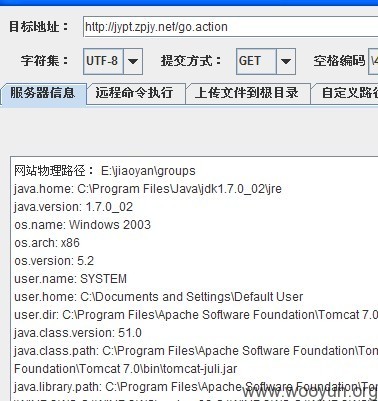 目标地址： http://jypt.zpjy.net/go.action
字符集： UTF-8 提交方式： GET 空格编码
服务器信息 远程命令执行 上传文件到根目录 自定义路径
网站物理路径： E:\jiaoyan\groups
java.home: C:\Program Files\Java\jdk1.7.0_02\jre
java.version: 1.7.0_02
os.name: Windows 2003
os.arch: x86
os.version: 5.2
user.name: SYSTEM
user.home: C:\Documents and Settings\Default User
user.dir: C:\Program Files\Apache Software Foundation\Tomcat 7.0
java.class.version: 51.0
java.class.path: C:\Program Files\Apache Software Foundation\Tom
Foundation\Tomcat 7.0\bin\tomcat-juli.jar
java.library.path: C:\Program Files\Apache Software Foundation\To
www.wooyun.org